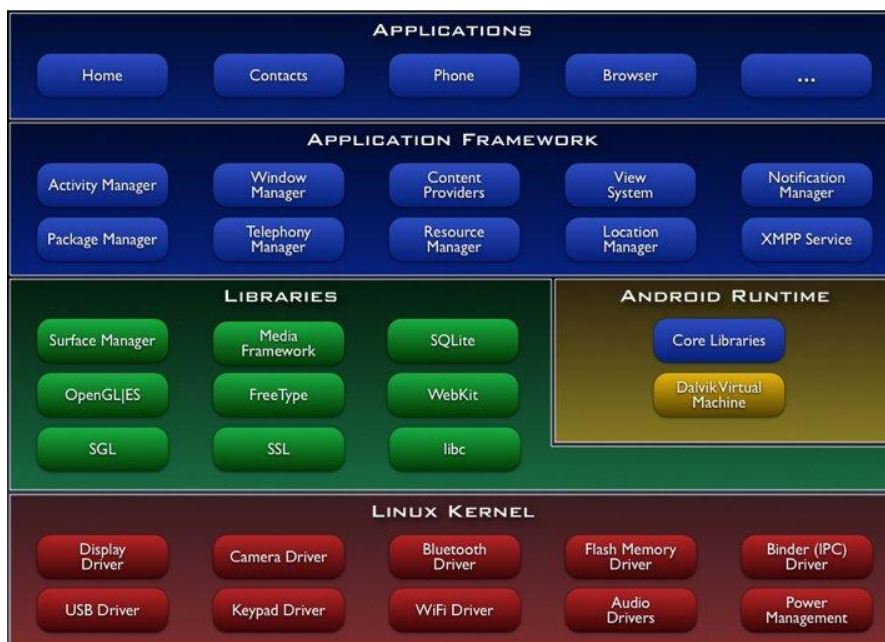 APPLICATIONS
Home
Contacts
Phone
Browser
...
APPLICATION FRAMEWORK
Activity Manager
Window
Manager
Content
Providers
View
System
Notification
Manager
Package Manager
Telephony
Manager
Resource
Manager
Location
Manager
XMPP Service
LIBRARIES
Surface Manager
Media
Framework
SQLite
OpenGL|ES
FreeType
WebKit
SGL
SSL
libc
ANDROID RUNTIME
Core Libraries
Dalvik Virtual
Machine
LINUX KERNEL
Display
Driver
Camera Driver
Bluetooth
Driver
Flash Memory
Driver
Binder (IPC)
Driver
USB Driver
Keypad Driver
WiFi Driver
Audio
Drivers
Power
Management